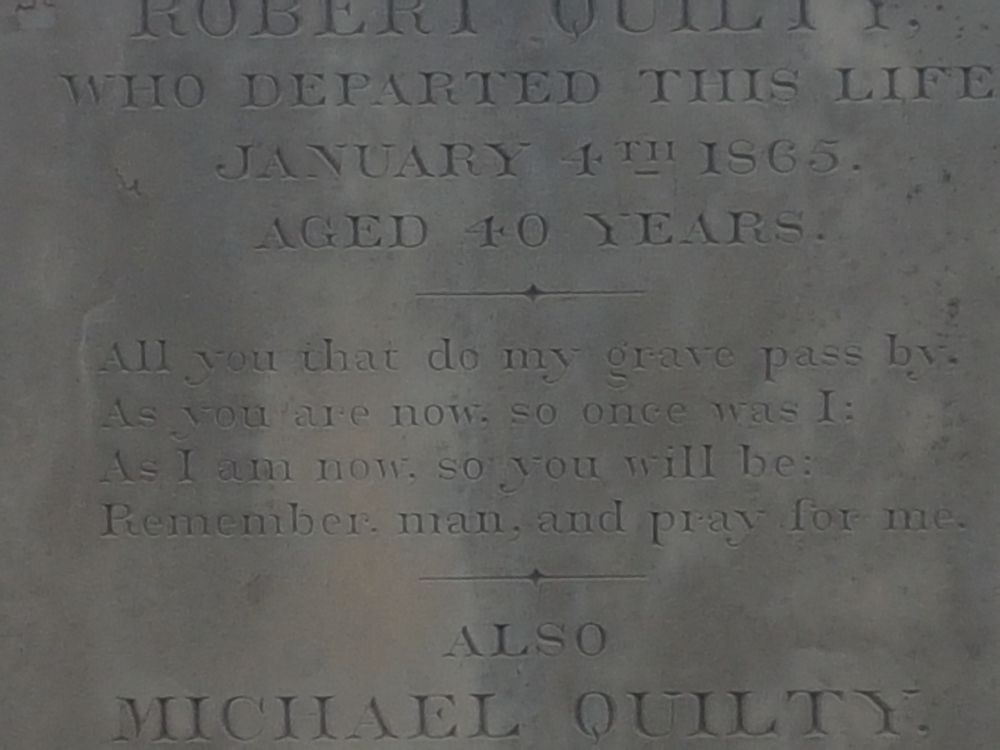 ROBERT QUILTY,
WHO DEPARTED THIS LIFE
JANUARY 4TH 1865.
AGED 40 YEARS.
All you that do my grave pass by.
As you are now, so once was I:
As I am now, so you will be:
Remember, man, and pray for me.
ALSO
MICHAEL QUILTY.